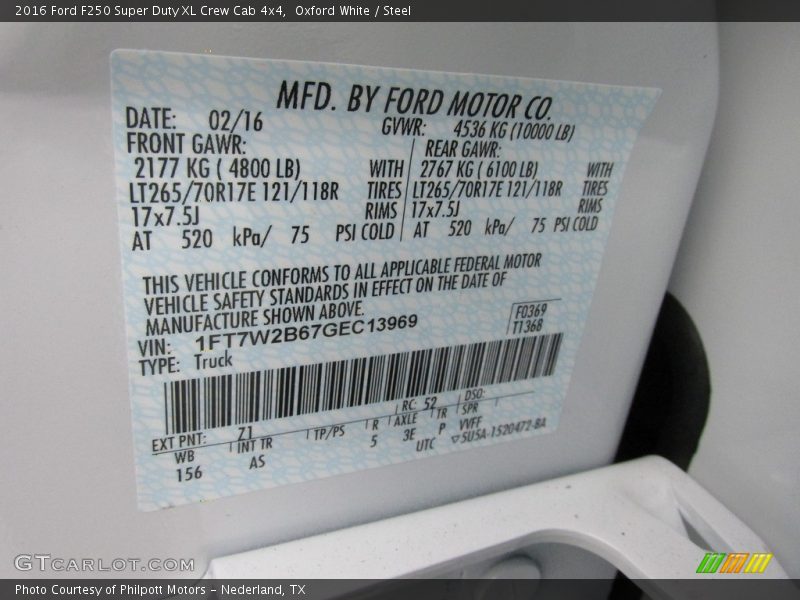 2016 Ford F250 Super Duty XL Crew Cab 4x4, Oxford White / Steel
MFD. BY FORD MOTOR CO.
DATE: 02/16 GVWR: 4536 KG (10000 LB)
FRONT GAWR: REAR GAWR:
2177 KG ( 4800 LB) WITH 2767 KG ( 6100 LB) WITH
LT265/70R17E 121/118R TIRES LT265/70R17E 121/118R TIRES
17x7.5J RIMS 17x7.5J RIMS
AT 520 kPa/ 75 PSI COLD AT 520 kPa/ 75 PSI COLD
THIS VEHICLE CONFORMS TO ALL APPLICABLE FEDERAL MOTOR
VEHICLE SAFETY STANDARDS IN EFFECT ON THE DATE OF
MANUFACTURE SHOWN ABOVE.
VIN: 1FT7W2B67GEC13969 F0369
TYPE: Truck T1368
EXT PNT: Z1 RC: 52 DSO:
WB INT TR TP/PS R AXLE TR SPR
156 AS 5 3E P VVFF
UTC ▽5U5A-1520472-BA
GTCARLOT.COM
Photo Courtesy of Philpott Motors - Nederland, TX